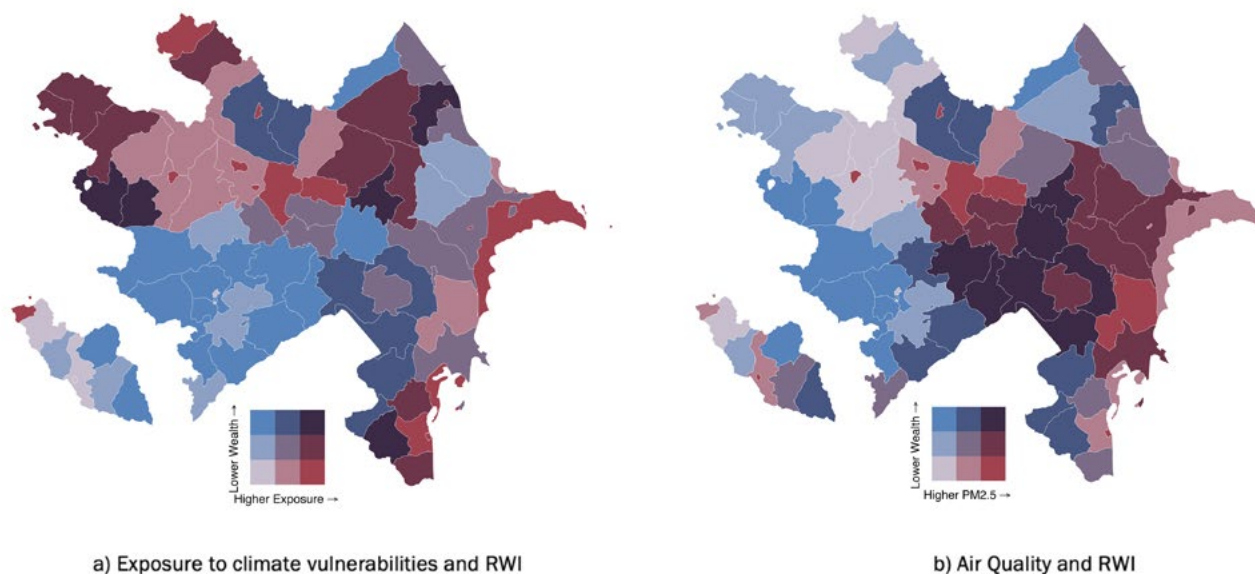 Lower Wealth →
Higher Exposure →
a) Exposure to climate vulnerabilities and RWI
Lower Wealth →
Higher PM2.5 →
b) Air Quality and RWI